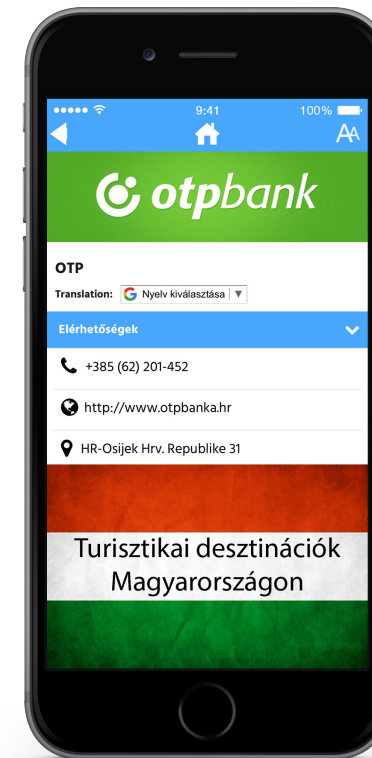 9:41
100%
AA
otpbank
OTP
Translation: G Nyelv kiválasztása ▼
Elérhetőségek
+385 (62) 201-452
http://www.otpbanka.hr
HR-Osijek Hrv. Republike 31
Turisztikai desztinációk
Magyarországon